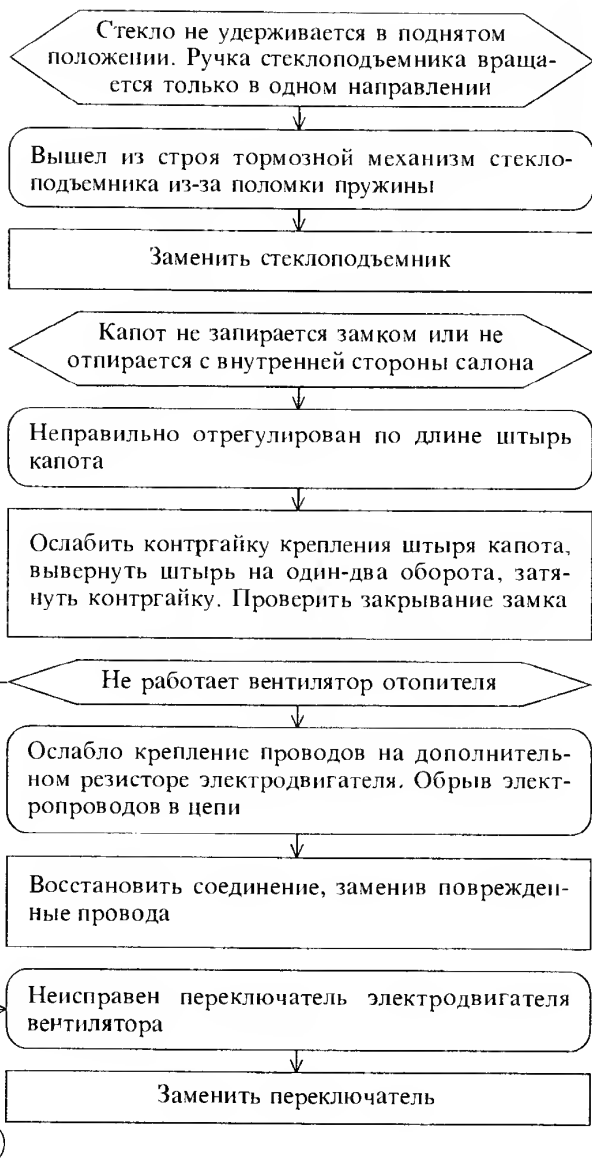 Стекло не удерживается в поднятом
положении. Ручка стеклоподъемника враща-
ется только в одном направлении
Вышел из строя тормозной механизм стекло-
подъемника из-за поломки пружины
Заменить стеклоподъемник
Капот не запирается замком или не
отпирается с внутренней стороны салона
Неправильно отрегулирован по длине штырь
капота
Ослабить контргайку крепления штыря капота,
вывернуть штырь на один-два оборота, затя-
нуть контргайку. Проверить закрывание замка
Не работает вентилятор отопителя
Ослабло крепление проводов на дополнитель-
ном резисторе электродвигателя. Обрыв элект-
ропроводов в цепи
Восстановить соединение, заменив поврежден-
ные провода
Неисправен переключатель электродвигателя
вентилятора
Заменить переключатель